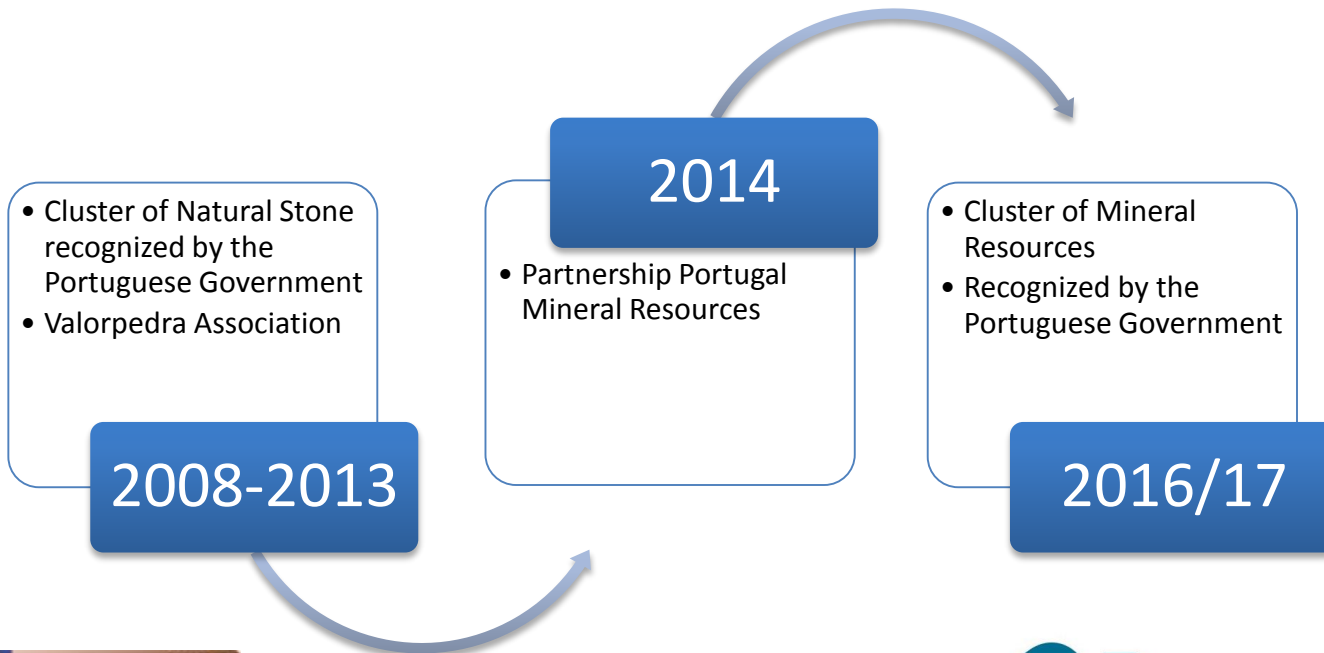 • Cluster of Natural Stone
recognized by the
Portuguese Government
• Valorpedra Association
2008-2013
2014
• Partnership Portugal
Mineral Resources
• Cluster of Mineral
Resources
• Recognized by the
Portuguese Government
2016/17